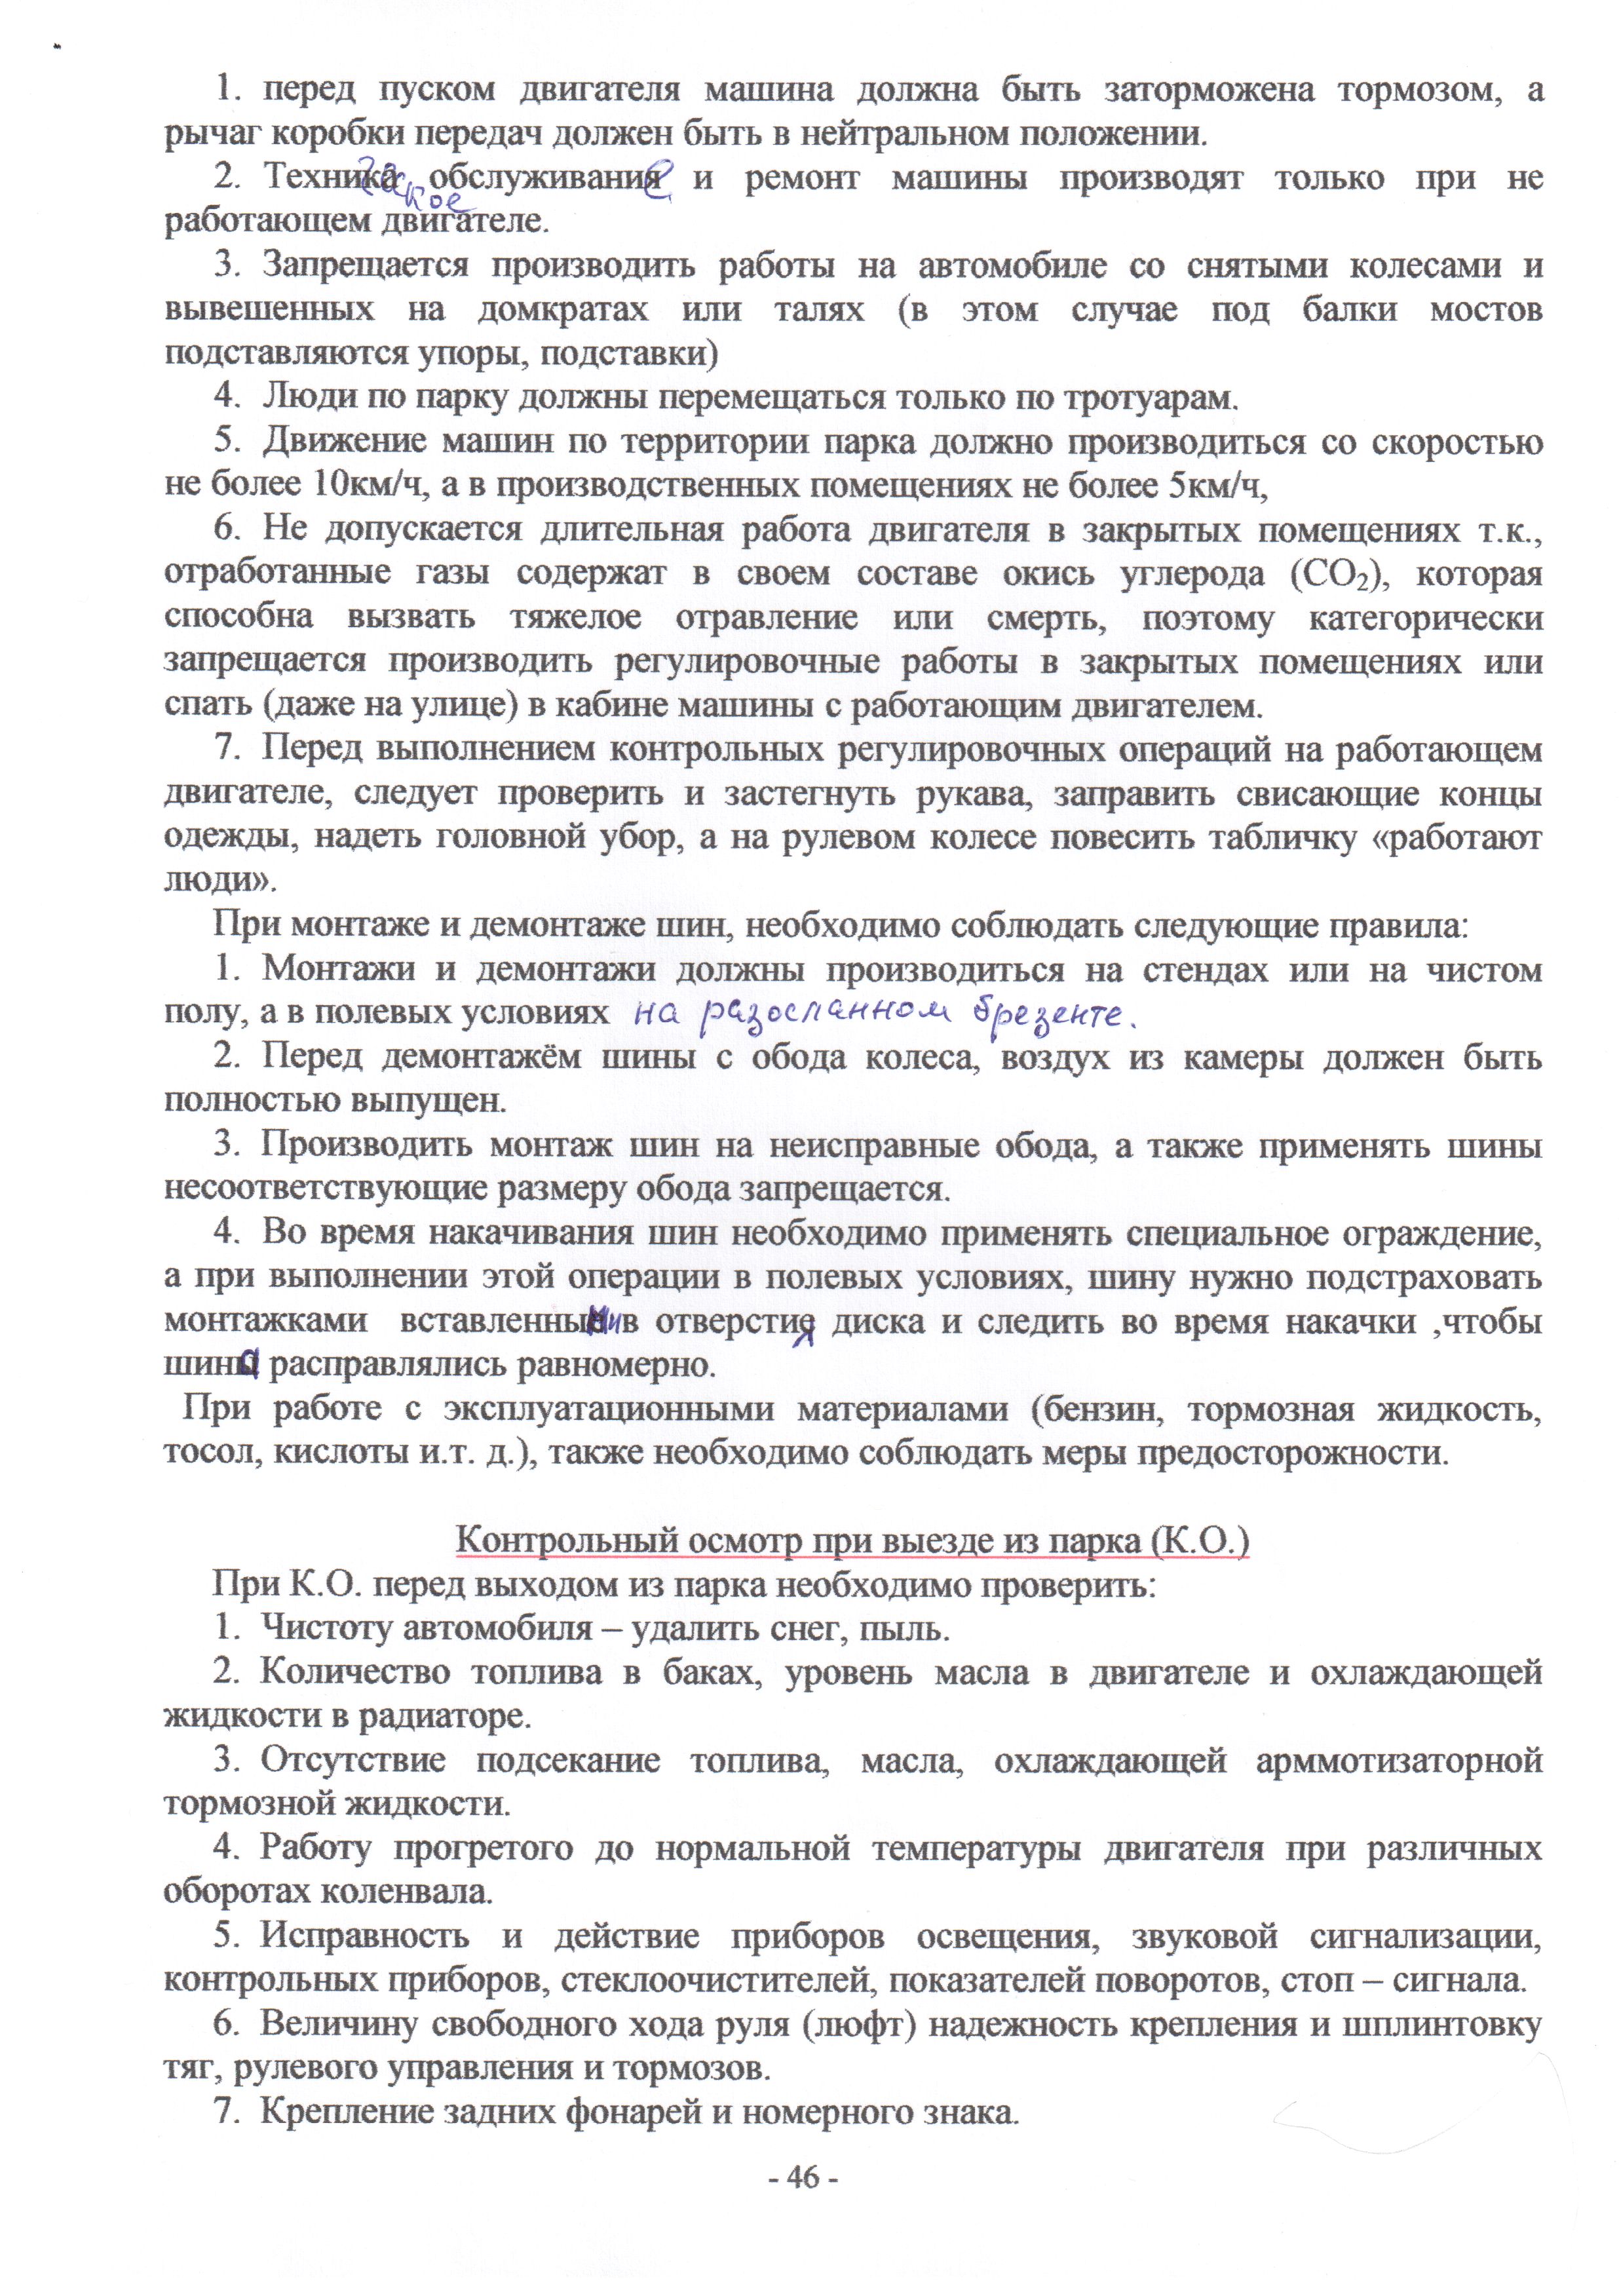 1. перед пуском двигателя машина должна быть заторможена тормозом, а
рычаг коробки передач должен быть в нейтральном положении.
2. Техника обслуживание и ремонт машины производят только при не
работающем двигателе.
3. Запрещается производить работы на автомобиле со снятыми колесами и
вывешенных на домкратах или талях (в этом случае под балки мостов
подставляются упоры, подставки)
4. Люди по парку должны перемещаться только по тротуарам.
5. Движение машин по территории парка должно производиться со скоростью
не более 10км/ч, а в производственных помещениях не более 5км/ч,
6. Не допускается длительная работа двигателя в закрытых помещениях т.к.,
отработанные газы содержат в своем составе окись углерода (CO₂), которая
способна вызвать тяжелое отравление или смерть, поэтому категорически
запрещается производить регулировочные работы в закрытых помещениях или
спать (даже на улице) в кабине машины с работающим двигателем.
7. Перед выполнением контрольных регулировочных операций на работающем
двигателе, следует проверить и застегнуть рукава, заправить свисающие концы
одежды, надеть головной убор, а на рулевом колесе повесить табличку «работают
люди».
При монтаже и демонтаже шин, необходимо соблюдать следующие правила:
1. Монтажи и демонтажи должны производиться на стендах или на чистом
полу, а в полевых условиях на разосланном брезенте.
2. Перед демонтажём шины с обода колеса, воздух из камеры должен быть
полностью выпущен.
3. Производить монтаж шин на неисправные обода, а также применять шины
несоответствующие размеру обода запрещается.
4. Во время накачивания шин необходимо применять специальное ограждение,
а при выполнении этой операции в полевых условиях, шину нужно подстраховать
монтажками вставленными в отверстия диска и следить во время накачки ,чтобы
шина расправлялись равномерно.
При работе с эксплуатационными материалами (бензин, тормозная жидкость,
тосол, кислоты и.т. д.), также необходимо соблюдать меры предосторожности.
Контрольный осмотр при выезде из парка (К.О.)
При К.О. перед выходом из парка необходимо проверить:
1. Чистоту автомобиля – удалить снег, пыль.
2. Количество топлива в баках, уровень масла в двигателе и охлаждающей
жидкости в радиаторе.
3. Отсутствие подсекание топлива, масла, охлаждающей арммотизаторной
тормозной жидкости.
4. Работу прогретого до нормальной температуры двигателя при различных
оборотах коленвала.
5. Исправность и действие приборов освещения, звуковой сигнализации,
контрольных приборов, стеклоочистителей, показателей поворотов, стоп – сигнала.
6. Величину свободного хода руля (люфт) надежность крепления и шплинтовку
тяг, рулевого управления и тормозов.
7. Крепление задних фонарей и номерного знака.
- 46 -